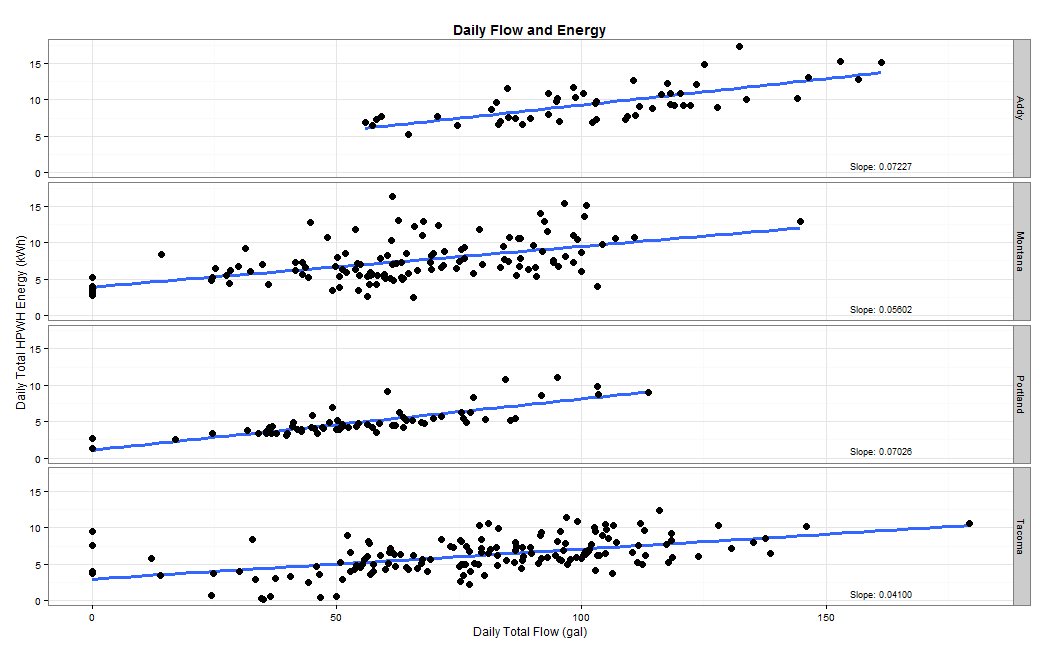 Daily Flow and Energy
Daily Total HPWH Energy (kWh)
15
10
5
0
Addy
Slope: 0.07227
15
10
5
0
Montana
Slope: 0.05602
15
10
5
0
Portland
Slope: 0.07026
15
10
5
0
Tacoma
Slope: 0.04100
0 50 100 150
Daily Total Flow (gal)